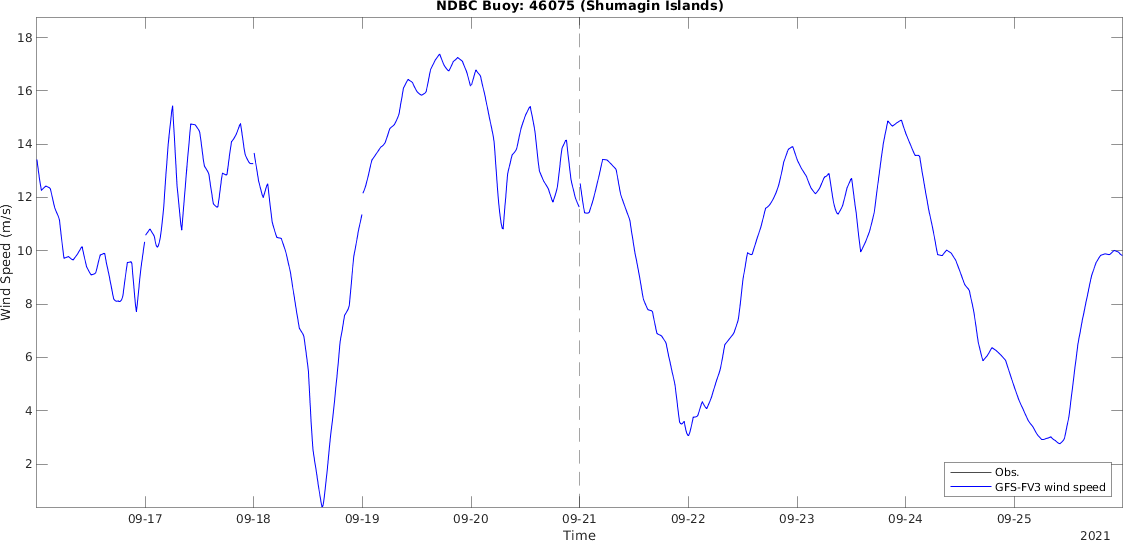 NDBC Buoy: 46075 (Shumagin Islands)
18
16
14
12
10
8
6
4
2
Wind Speed (m/s)
Obs.
GFS-FV3 wind speed
09-17 09-18 09-19 09-20 09-21 09-22 09-23 09-24 09-25
Time
2021